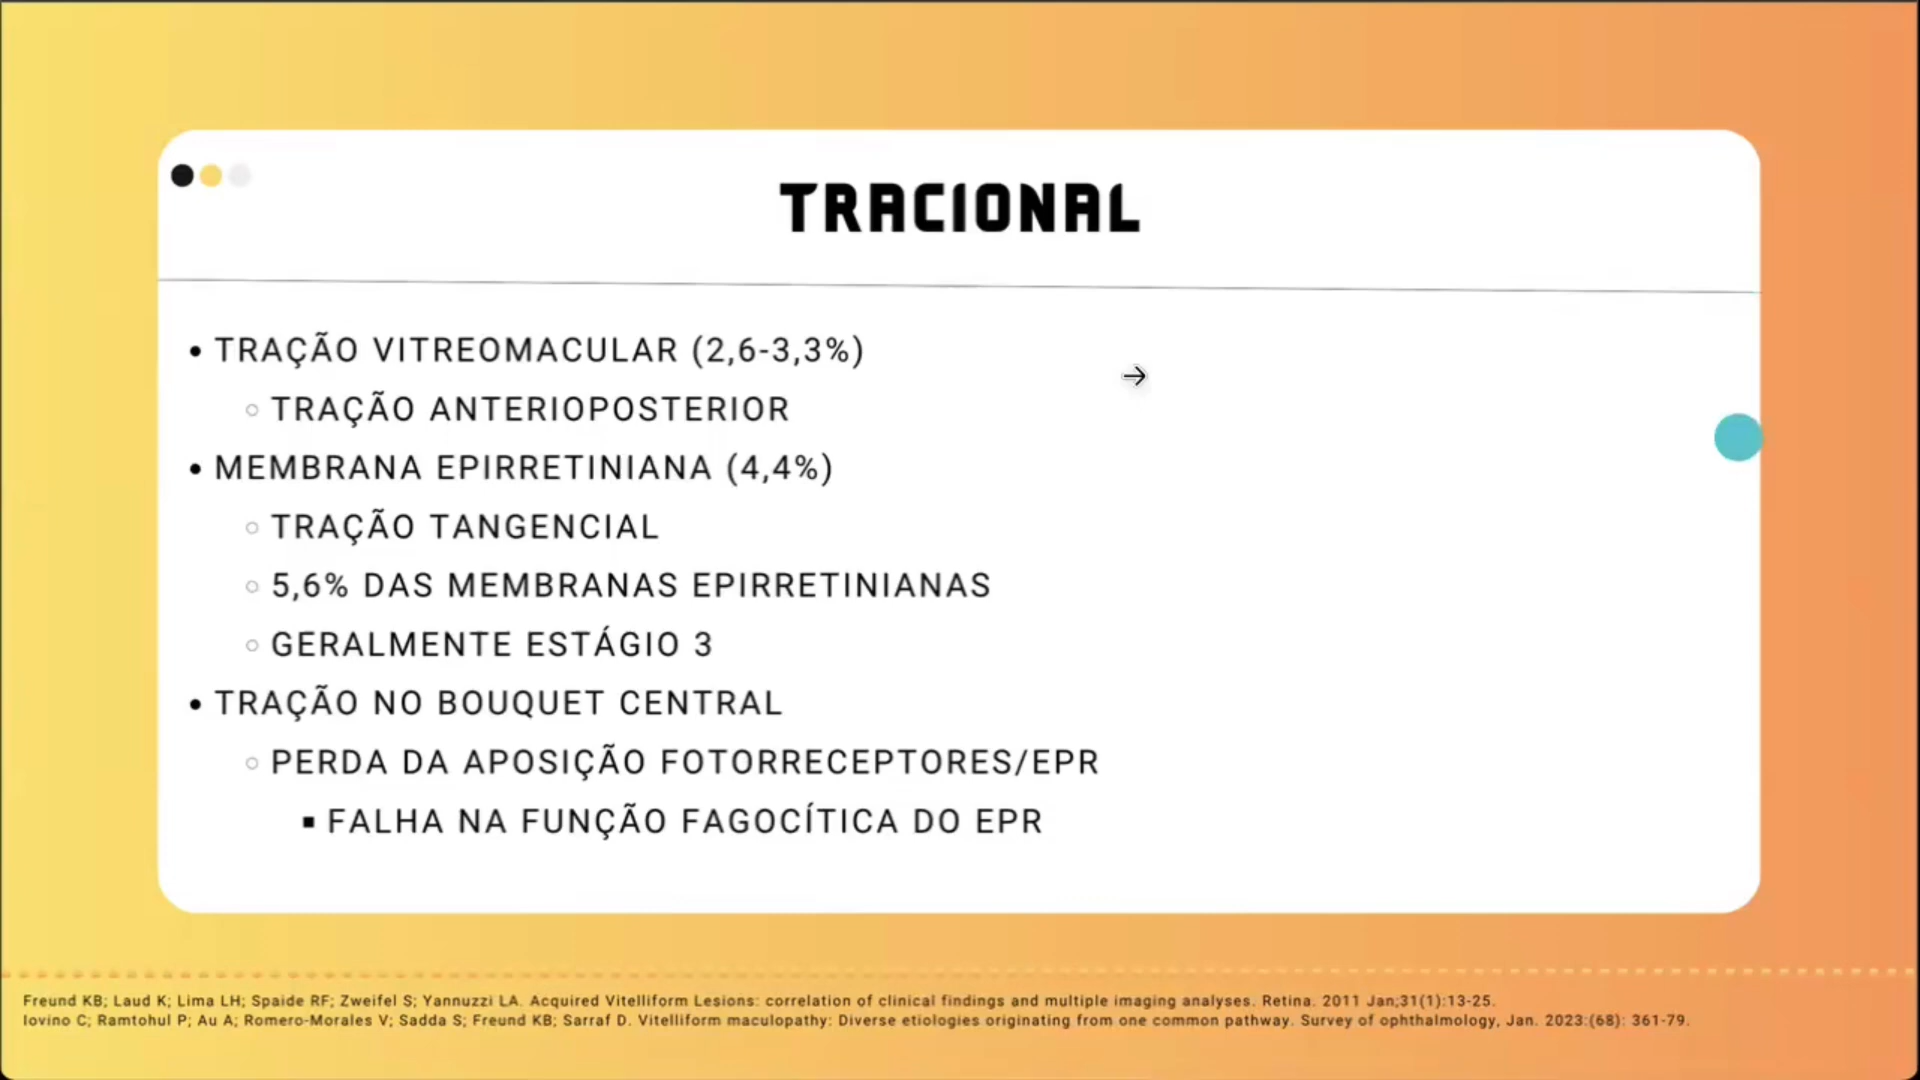 TRACIONAL
• TRAÇÃO VITREOMACULAR (2,6-3,3%)
○ TRAÇÃO ANTERIOPOSTERIOR
• MEMBRANA EPIRRETINIANA (4,4%)
○ TRAÇÃO TANGENCIAL
○ 5,6% DAS MEMBRANAS EPIRRETINIANAS
○ GERALMENTE ESTÁGIO 3
• TRAÇÃO NO BOUQUET CENTRAL
○ PERDA DA APOSIÇÃO FOTORRECEPTORES/EPR
▪ FALHA NA FUNÇÃO FAGOCÍTICA DO EPR
Freund KB; Laud K; Lima LH; Spaide RF; Zweifel S; Yannuzzi LA. Acquired Vitelliform Lesions: correlation of clinical findings and multiple imaging analyses. Retina. 2011 Jan;31(1):13-25.
Iovino C; Ramtohul P; Au A; Romero-Morales V; Sadda S; Freund KB; Sarraf D. Vitelliform maculopathy: Diverse etiologies originating from one common pathway. Survey of ophthalmology, Jan. 2023:(68): 361-79.